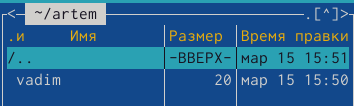 <─ ~/artem ─.[^]>
.и Имя Размер Время правки
/.. -ВВЕРХ- мар 15 15:51
vadim 20 мар 15 15:50